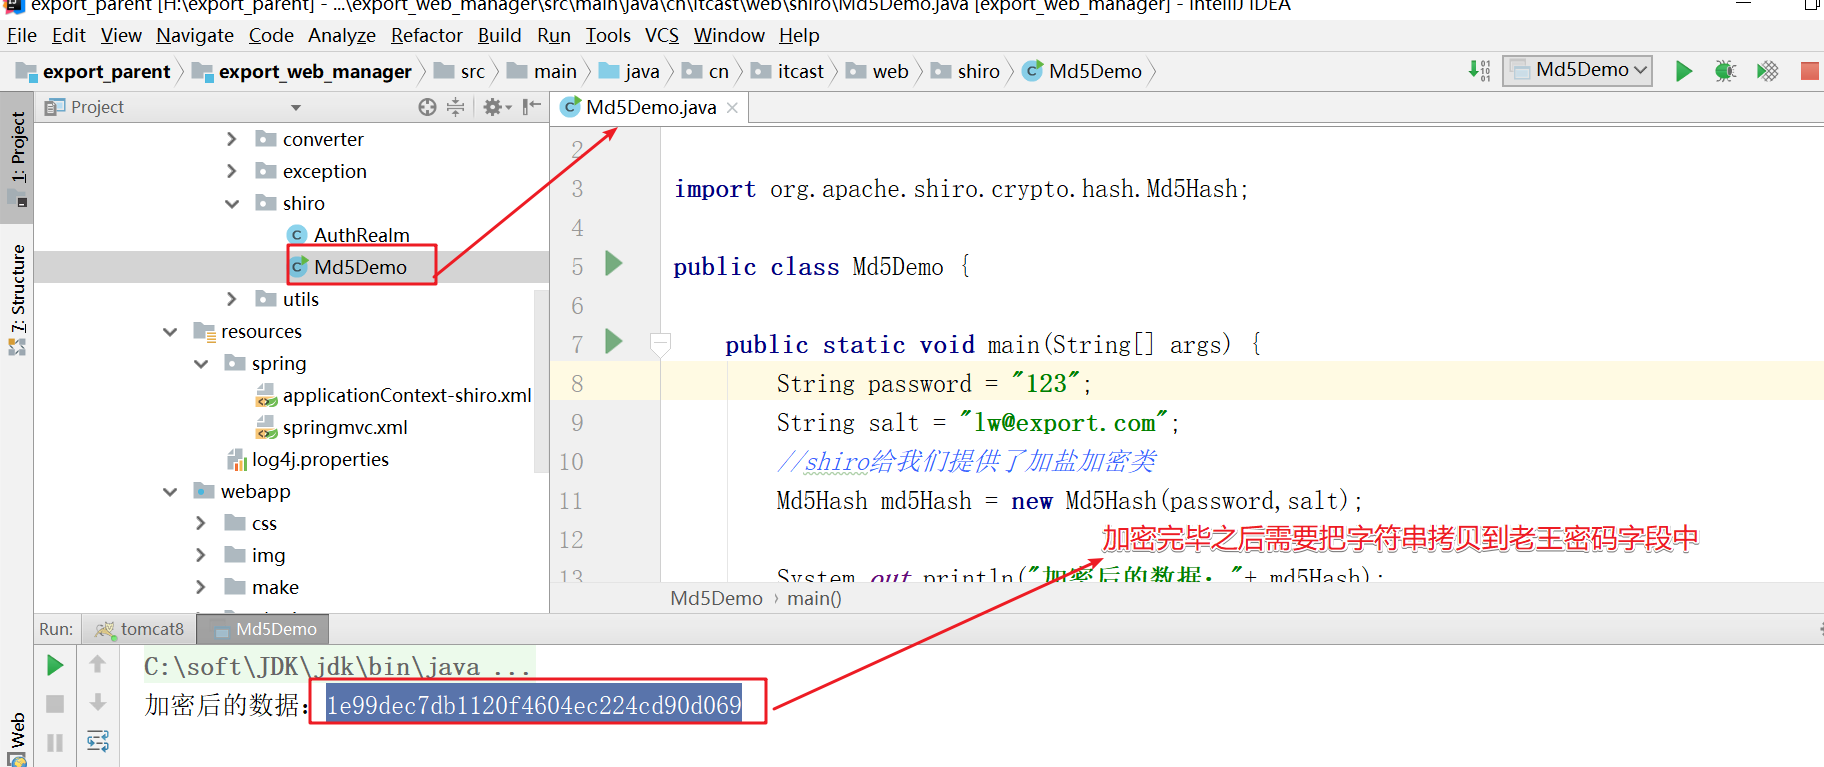 export_parent [H:\export_parent] - ...\export_web_manager\src\main\java\cn\itcast\web\shiro\Md5Demo.java [export_web_manager] - IntelliJ IDEA
File Edit View Navigate Code Analyze Refactor Build Run Tools VCS Window Help
export_parent export_web_manager src main java cn itcast web shiro Md5Demo Md5Demo
Project
Md5Demo.java
1: Project
7: Structure
Web
converter
exception
shiro
AuthRealm
Md5Demo
utils
resources
spring
applicationContext-shiro.xml
springmvc.xml
log4j.properties
webapp
css
img
make
2
3 import org.apache.shiro.crypto.hash.Md5Hash;
4
5 public class Md5Demo {
6
7 public static void main(String[] args) {
8 String password = "123";
9 String salt = "lw@export.com";
10 //shiro给我们提供了加盐加密类
11 Md5Hash md5Hash = new Md5Hash(password,salt);
12
加密完毕之后需要把字符串拷贝到老王密码字段中
13 System.out.println("加密后的数据："+ md5Hash);
Md5Demo › main()
Run: tomcat8 Md5Demo
C:\soft\JDK\jdk\bin\java ...
加密后的数据：1e99dec7db1120f4604ec224cd90d069